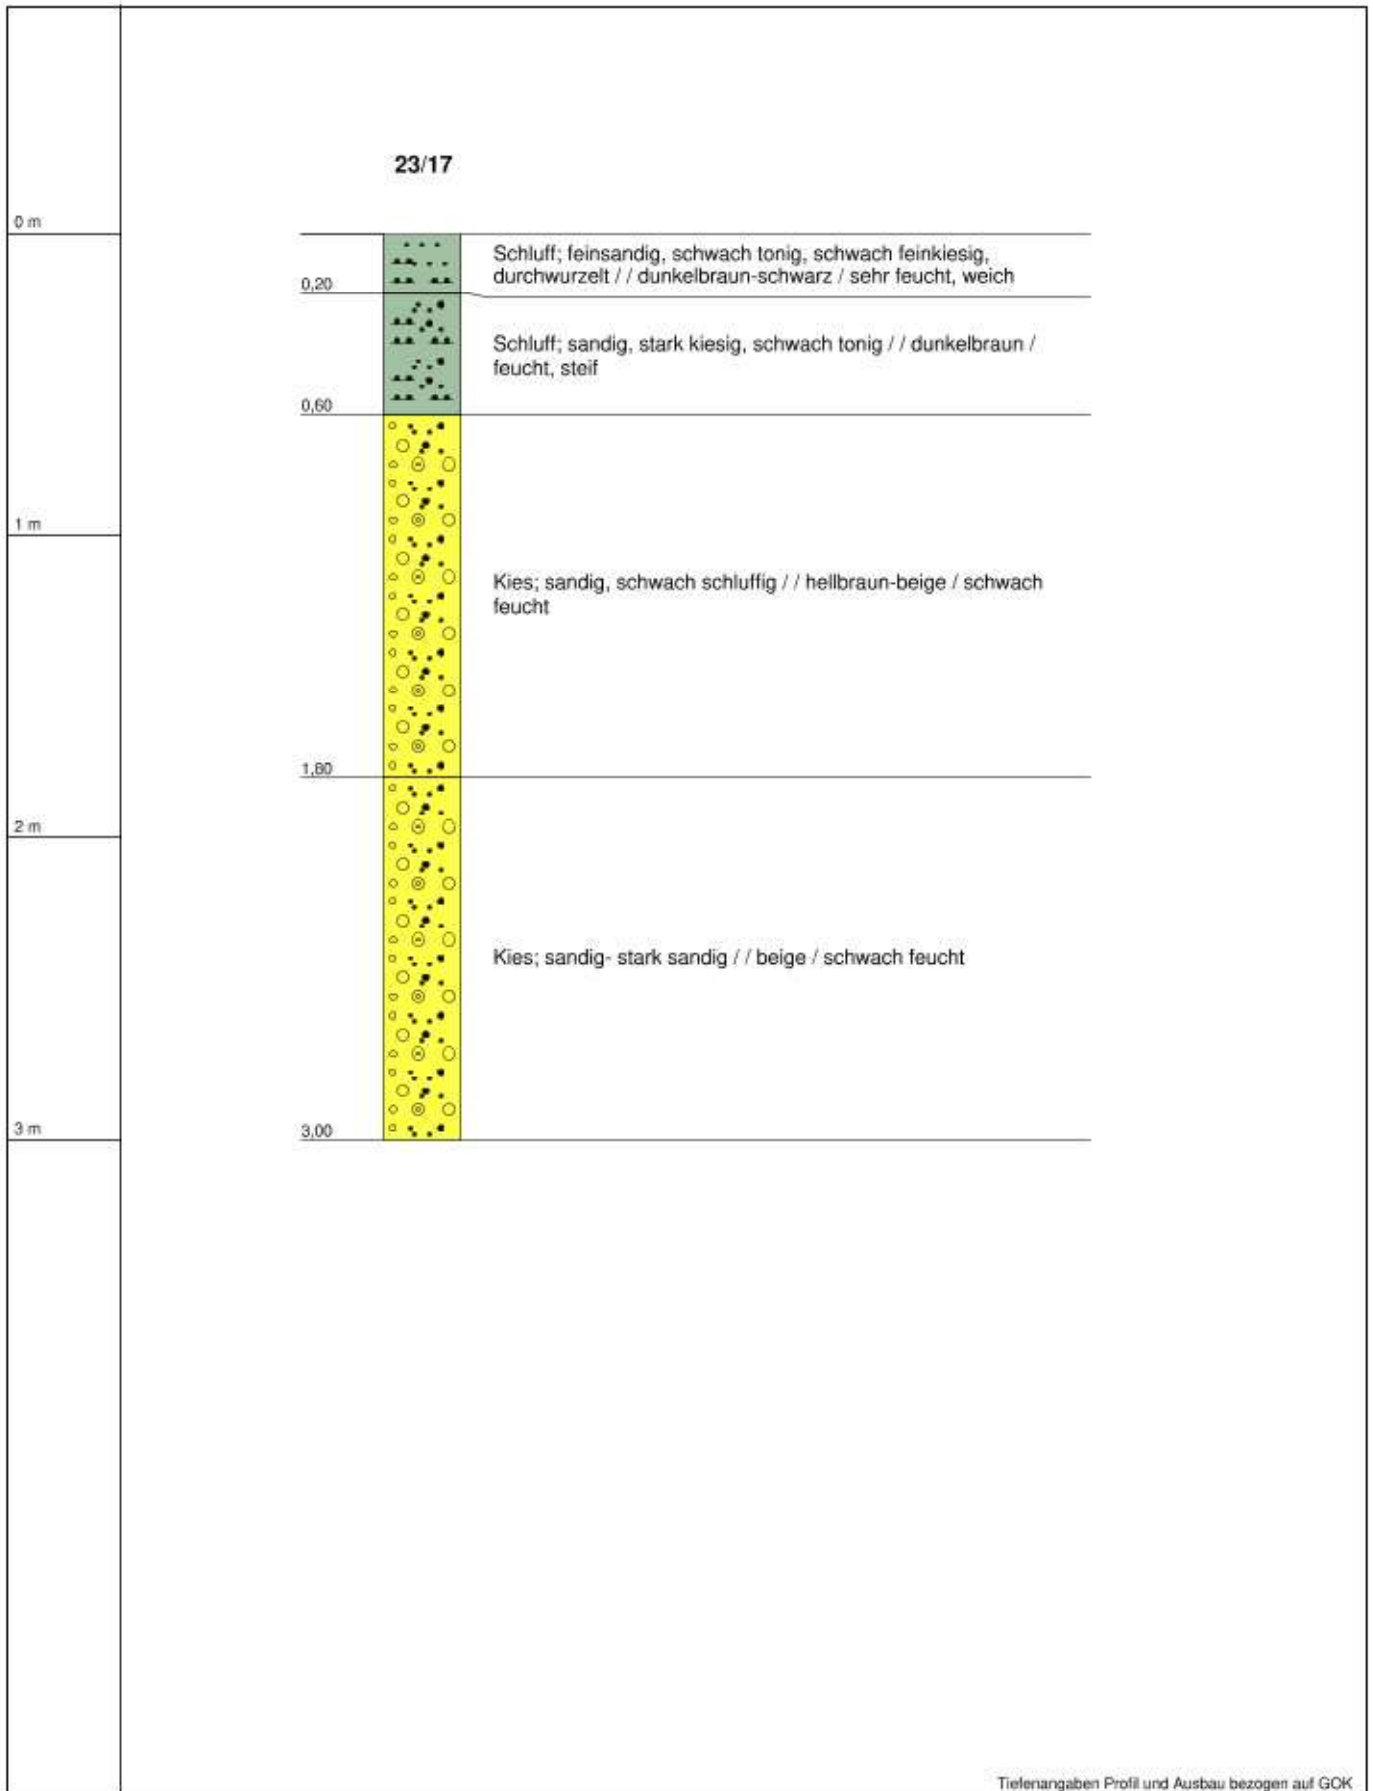 23/17
0 m
Schluff; feinsandig, schwach tonig, schwach feinkiesig,
durchwurzelt / / dunkelbraun-schwarz / sehr feucht, weich
0,20
Schluff; sandig, stark kiesig, schwach tonig / / dunkelbraun /
feucht, steif
0,60
1 m
Kies; sandig, schwach schluffig / / hellbraun-beige / schwach
feucht
1,80
2 m
Kies; sandig- stark sandig / / beige / schwach feucht
3 m
3,00
Tiefenangaben Profil und Ausbau bezogen auf GOK